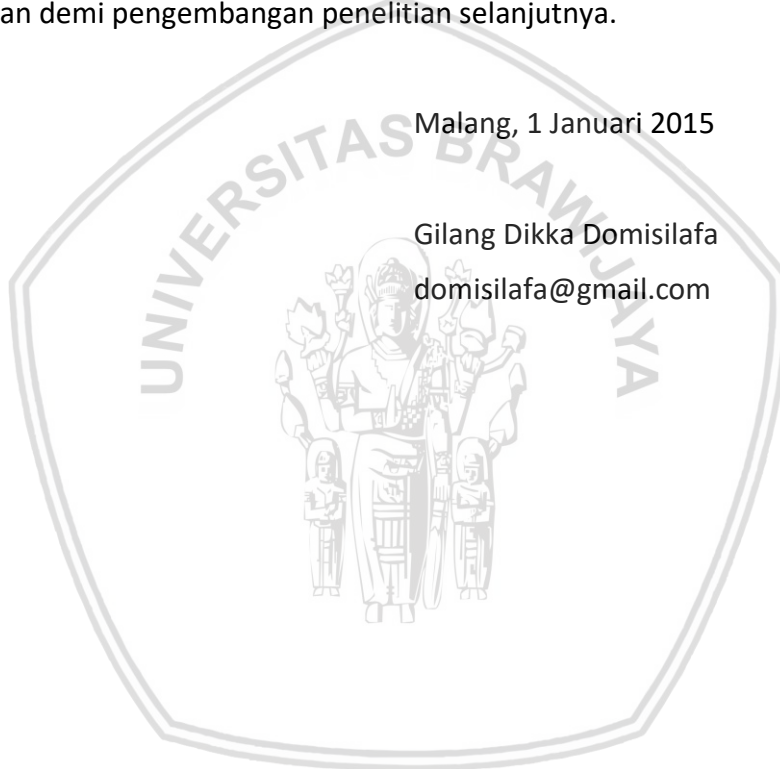 an demi pengembangan penelitian selanjutnya.
Malang, 1 Januari 2015
Gilang Dikka Domisilafa
domisilafa@gmail.com
UNIVERSITAS BRAWIJAYA